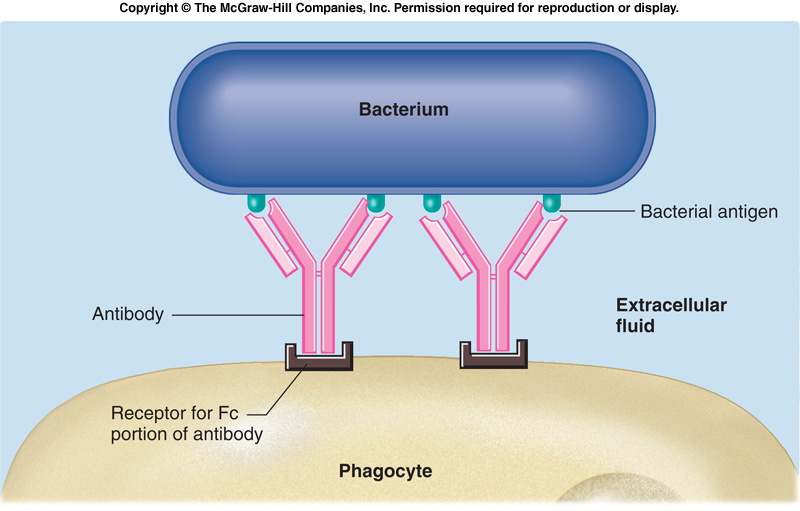 Copyright © The McGraw-Hill Companies, Inc. Permission required for reproduction or display.
Bacterium
Bacterial antigen
Antibody
Extracellular
fluid
Receptor for Fc
portion of antibody
Phagocyte